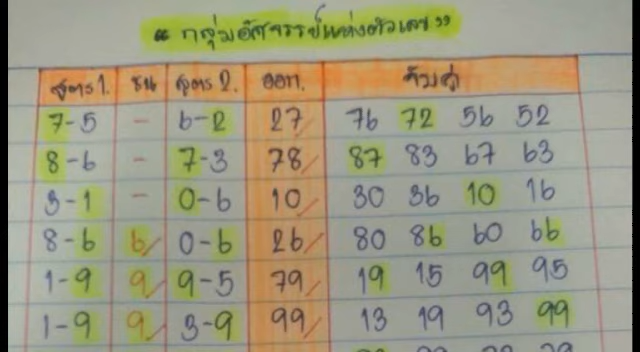 “ กลุ่มอัศจรรย์แห่งตัวเลข ”
สูตร 1. ชน สูตร 2. ออก. จับคู่
7-5 - 6-2 27 76 72 56 52
8-6 - 7-3 78 87 83 67 63
3-1 - 0-6 10 30 36 10 16
8-6 6 0-6 26 80 86 60 66
1-9 9 9-5 79 19 15 99 95
1-9 9 3-9 99 13 19 93 99